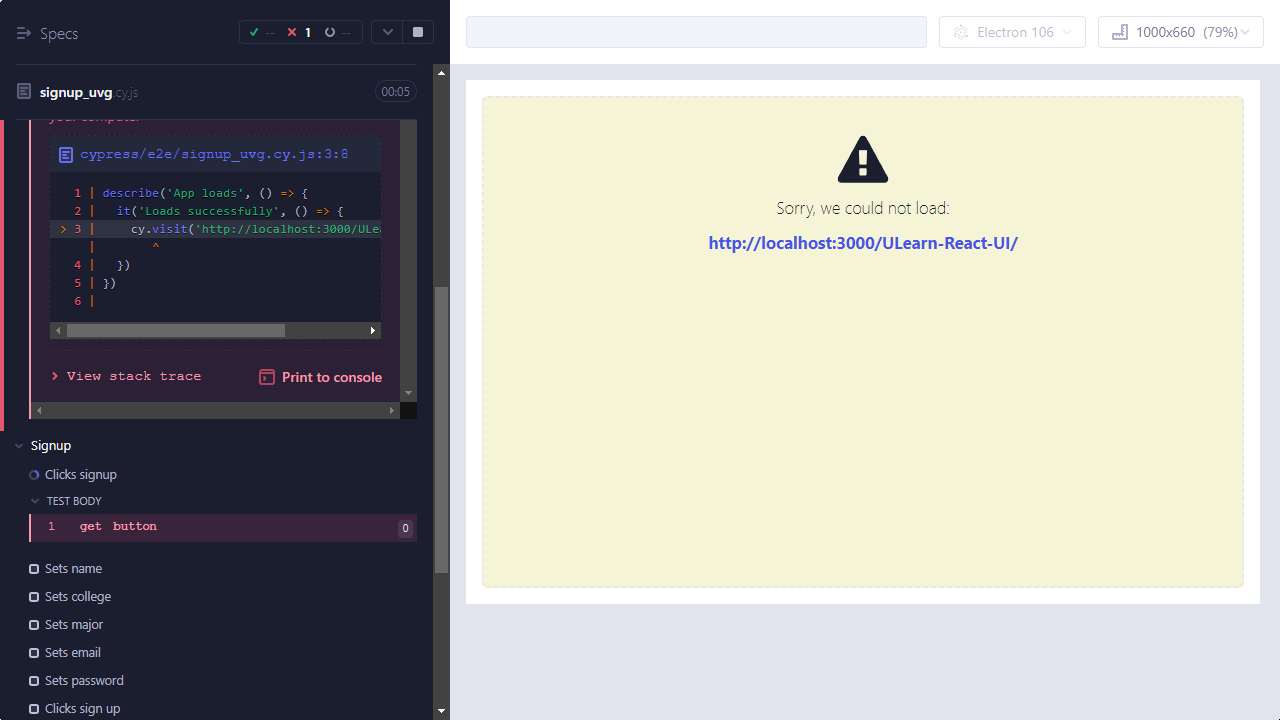 Specs
-- 1 --
Electron 106
1000x660 (79%)
signup_uvg.cy.js
00:05
your computer
cypress/e2e/signup_uvg.cy.js:3:8
1 | describe('App loads', () => {
2 | it('Loads successfully', () => {
> 3 | cy.visit('http://localhost:3000/ULea
| ^
4 | })
5 | })
6 |
> View stack trace
Print to console
Signup
Clicks signup
TEST BODY
1 get button 0
Sets name
Sets college
Sets major
Sets email
Sets password
Clicks sign up
Sorry, we could not load:
http://localhost:3000/ULearn-React-UI/